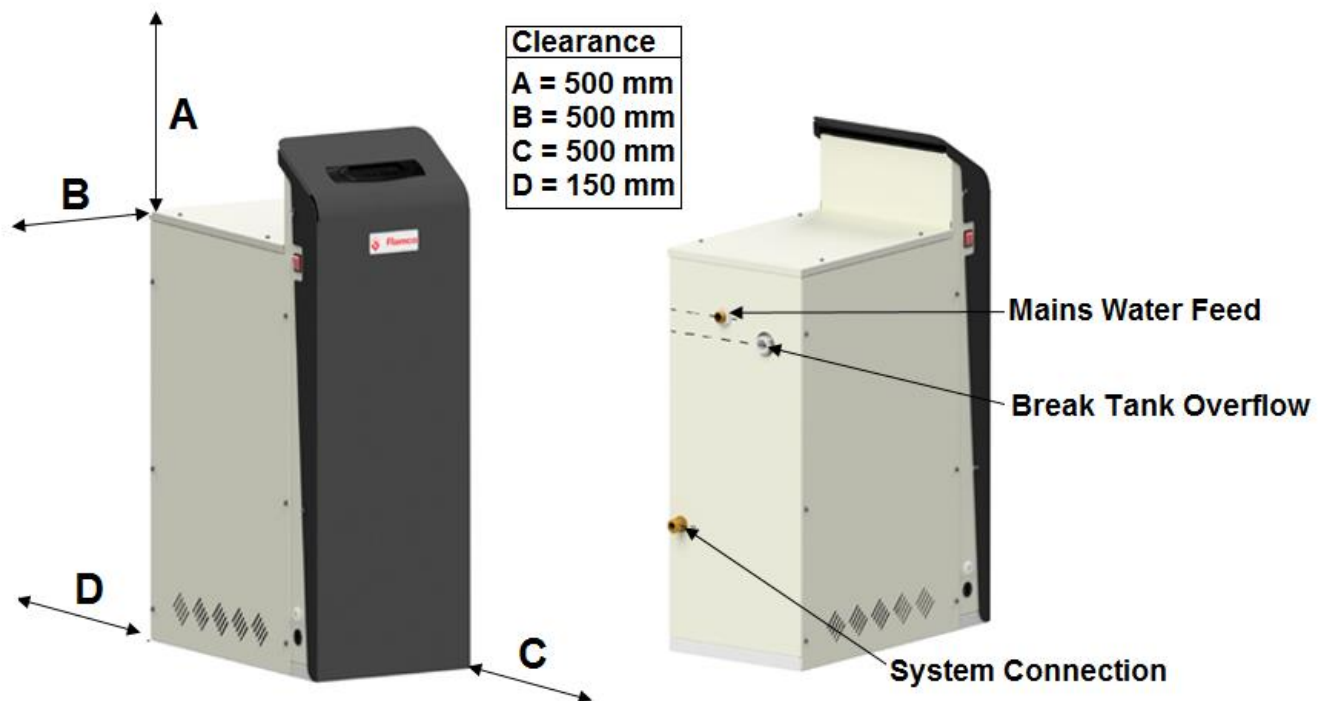 A
B
D
C
Flamco
Clearance
A = 500 mm
B = 500 mm
C = 500 mm
D = 150 mm
Mains Water Feed
Break Tank Overflow
System Connection